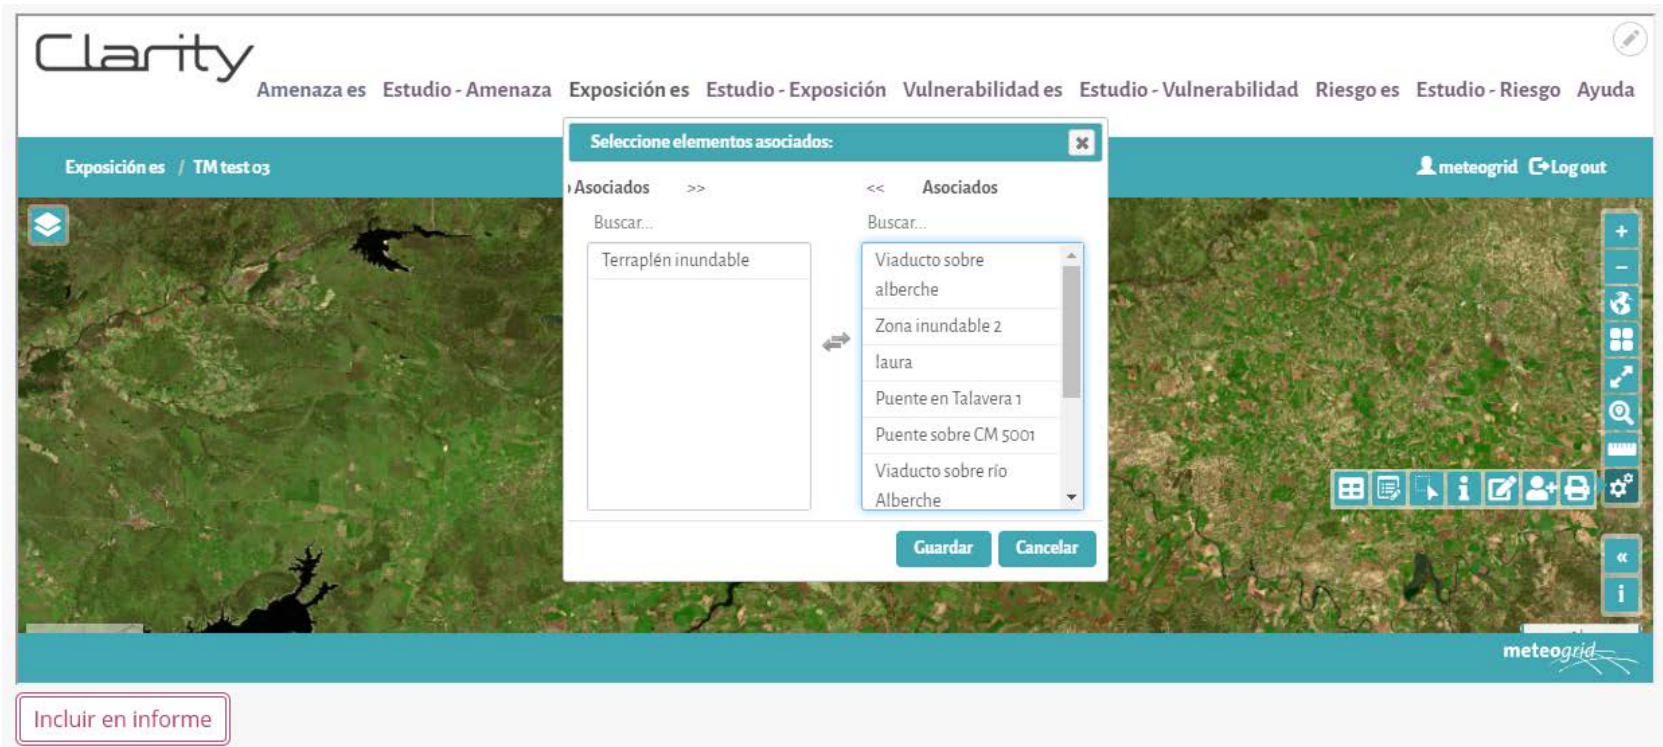 Clarity
Amenaza es Estudio - Amenaza Exposición es Estudio - Exposición Vulnerabilidad es Estudio - Vulnerabilidad Riesgo es Estudio - Riesgo Ayuda
Seleccione elementos asociados:
Exposición es / TM test 03
meteogrid Log out
Asociados >> << Asociados
Buscar... Buscar...
Terraplén inundable
Viaducto sobre
alberche
Zona inundable 2
laura
Puente en Talavera 1
Puente sobre CM 5001
Viaducto sobre río
Alberche
Guardar Cancelar
meteogrid
Incluir en informe